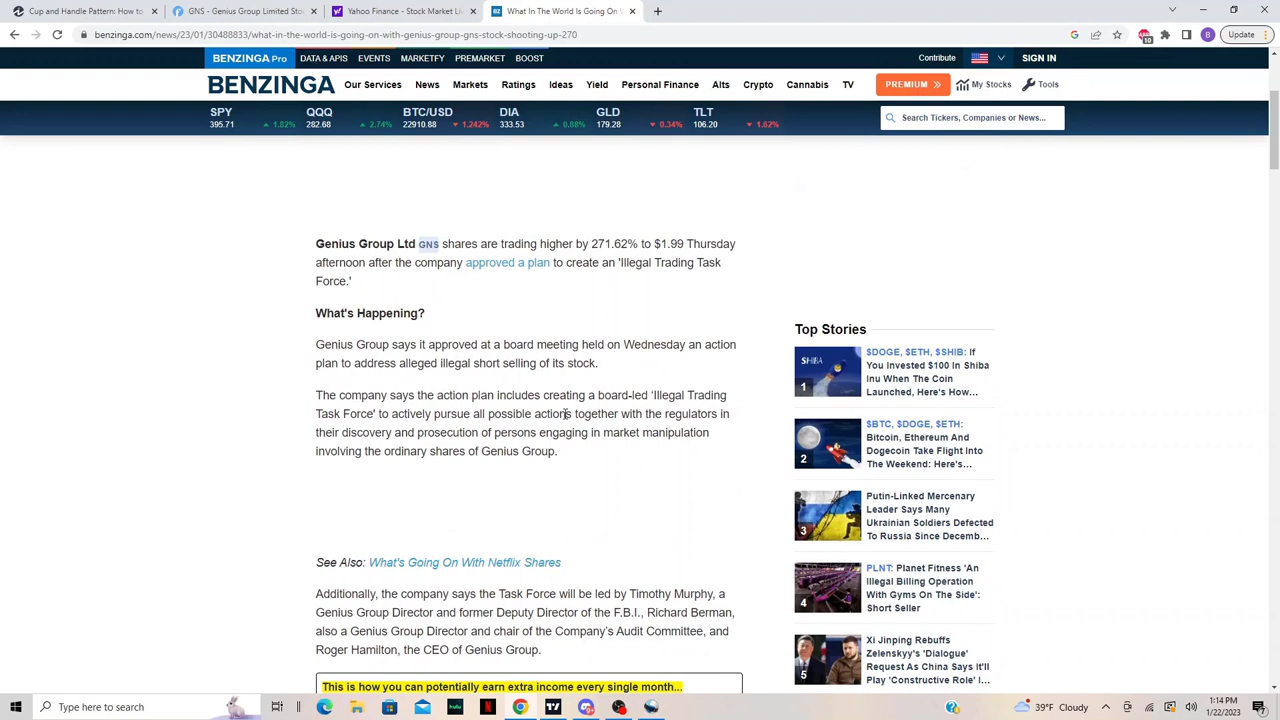 Cup and Handle Pattern: How to
GNS - Genius Group Limited Stoc
Yahoo Finance - Stock Market Li
bz What In The World Is Going On
benzinga.com/news/23/01/30488833/what-in-the-world-is-going-on-with-genius-group-gns-stock-shooting-up-270
10
B
Update
BENZINGA Pro DATA & APIS EVENTS MARKETFY PREMARKET BOOST
Contribute SIGN IN
BENZINGA Our Services News Markets Ratings Ideas Yield Personal Finance Alts Crypto Cannabis TV PREMIUM My Stocks Tools
SPY QQQ BTC/USD DIA GLD TLT
395.71 ▲ 1.82% 282.68 ▲ 2.74% 22910.88 ▼ 1.242% 333.53 ▲ 0.88% 179.28 ▼ 0.34% 106.20 ▼ 1.62%
Search Tickers, Companies or News...
Genius Group Ltd GNS shares are trading higher by 271.62% to $1.99 Thursday
afternoon after the company approved a plan to create an 'Illegal Trading Task
Force.'
What's Happening?
Genius Group says it approved at a board meeting held on Wednesday an action
plan to address alleged illegal short selling of its stock.
The company says the action plan includes creating a board-led ‘Illegal Trading
Task Force' to actively pursue all possible actions together with the regulators in
their discovery and prosecution of persons engaging in market manipulation
involving the ordinary shares of Genius Group.
See Also: What's Going On With Netflix Shares
Additionally, the company says the Task Force will be led by Timothy Murphy, a
Genius Group Director and former Deputy Director of the F.B.I., Richard Berman,
also a Genius Group Director and chair of the Company's Audit Committee, and
Roger Hamilton, the CEO of Genius Group.
This is how you can potentially earn extra income every single month...
Top Stories
SHIBA
1
$DOGE, $ETH, $SHIB: If
You Invested $100 In Shiba
Inu When The Coin
Launched, Here's How...
2
$BTC, $DOGE, $ETH:
Bitcoin, Ethereum And
Dogecoin Take Flight Into
The Weekend: Here's...
3
Putin-Linked Mercenary
Leader Says Many
Ukrainian Soldiers Defected
To Russia Since Decemb...
4
PLNT: Planet Fitness 'An
Illegal Billing Operation
With Gyms On The Side':
Short Seller
5
Xi Jinping Rebuffs
Zelenskyy's 'Dialogue'
Request As China Says It'll
Play 'Constructive Role' i...
Type here to search
hulu
N
39°F Cloudy
1:14 PM
1/22/2023